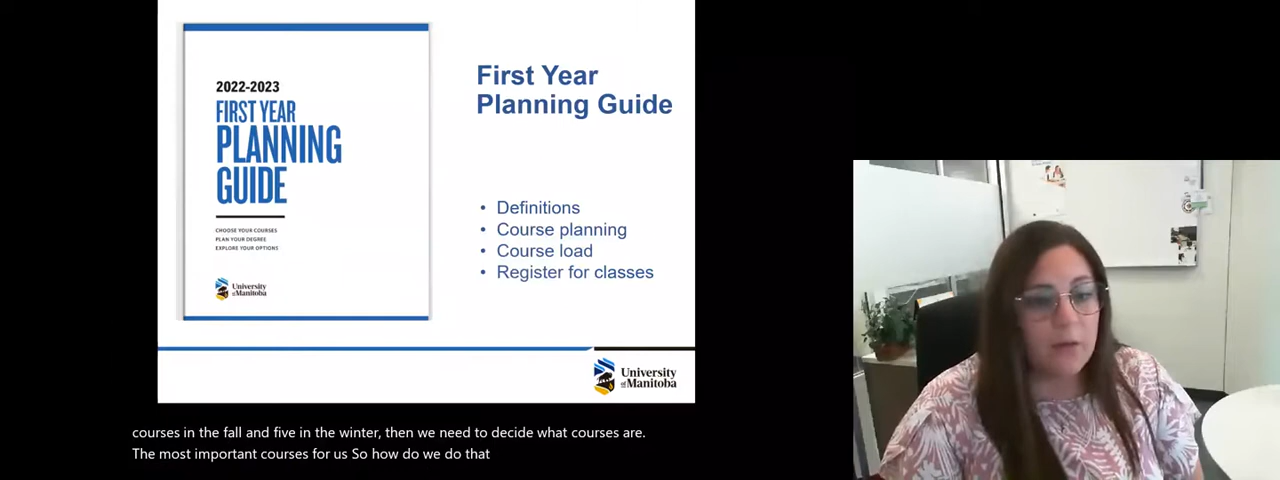 2022-2023
FIRST YEAR
PLANNING
GUIDE
CHOOSE YOUR COURSES
PLAN YOUR DEGREE
EXPLORE YOUR OPTIONS
University
of Manitoba
First Year
Planning Guide
• Definitions
• Course planning
• Course load
• Register for classes
University
of Manitoba
courses in the fall and five in the winter, then we need to decide what courses are.
The most important courses for us So how do we do that